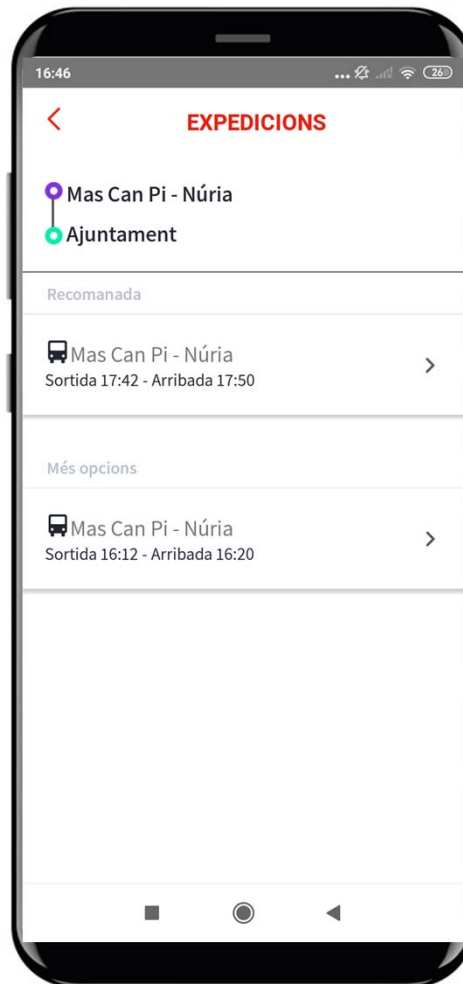 16:46
26
EXPEDICIONS
Mas Can Pi - Núria
Ajuntament
Recomanada
Mas Can Pi - Núria
Sortida 17:42 - Arribada 17:50
Més opcions
Mas Can Pi - Núria
Sortida 16:12 - Arribada 16:20